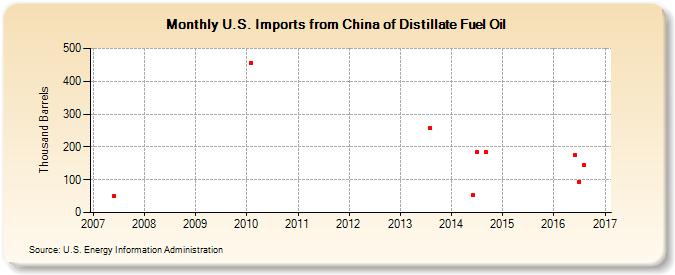 Monthly U.S. Imports from China of Distillate Fuel Oil
Thousand Barrels
500
400
300
200
100
0
2007 2008 2009 2010 2011 2012 2013 2014 2015 2016 2017
Source: U.S. Energy Information Administration